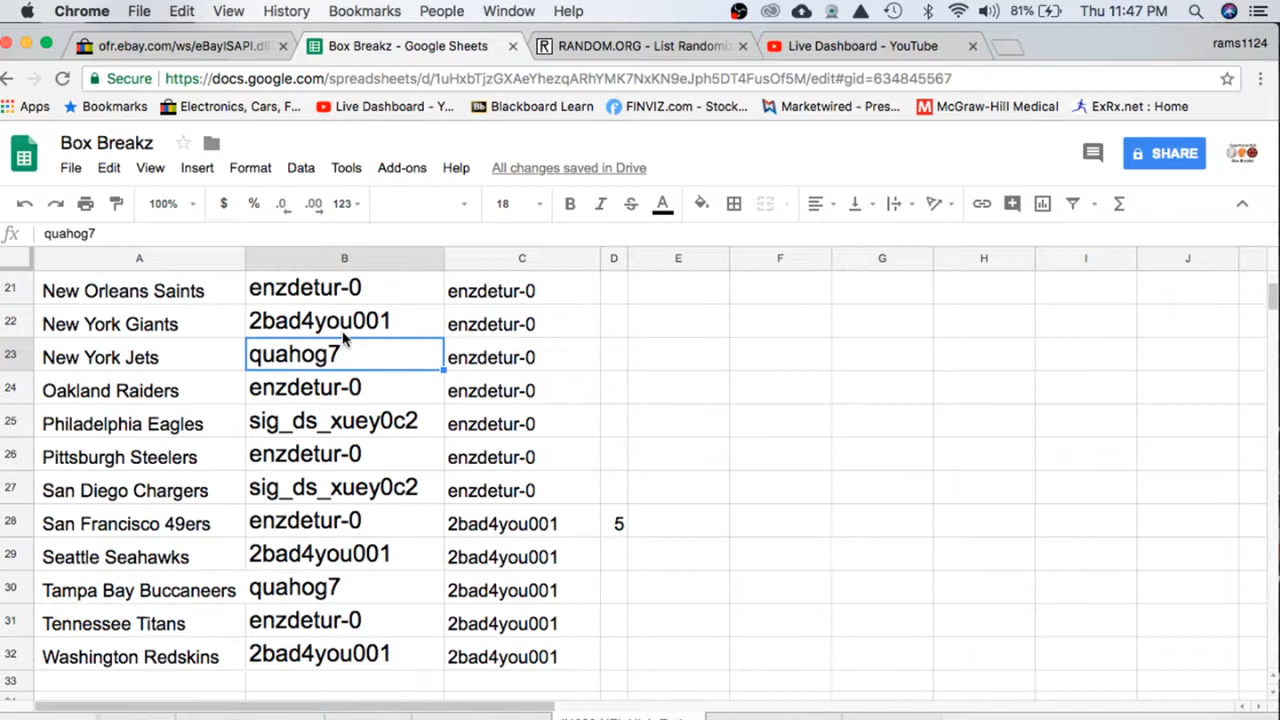 Chrome File Edit View History Bookmarks People Window Help 81% Thu 11:47 PM
ofr.ebay.com/ws/eBayISAPI.dll Box Breakz - Google Sheets RANDOM.ORG - List Randomiz Live Dashboard - YouTube rams1124
Secure https://docs.google.com/spreadsheets/d/1uHxbTjzGXAeYhezqARhYMK7NxKN9eJph5DT4FusOf5M/edit#gid=634845567
Apps Bookmarks Electronics, Cars, F... Live Dashboard - Y... Bb Blackboard Learn FINVIZ.com - Stock... Marketwired - Pres... M McGraw-Hill Medical ExRx.net : Home
Box Breakz
File Edit View Insert Format Data Tools Add-ons Help All changes saved in Drive
SHARE
100% $ % .0 .00 123 18 B I S A
fx quahog7
A B C D E F G H I J
21 New Orleans Saints enzdetur-0 enzdetur-0
22 New York Giants 2bad4you001 enzdetur-0
23 New York Jets quahog7 enzdetur-0
24 Oakland Raiders enzdetur-0 enzdetur-0
25 Philadelphia Eagles sig_ds_xuey0c2 enzdetur-0
26 Pittsburgh Steelers enzdetur-0 enzdetur-0
27 San Diego Chargers sig_ds_xuey0c2 enzdetur-0
28 San Francisco 49ers enzdetur-0 2bad4you001 5
29 Seattle Seahawks 2bad4you001 2bad4you001
30 Tampa Bay Buccaneers quahog7 2bad4you001
31 Tennessee Titans enzdetur-0 2bad4you001
32 Washington Redskins 2bad4you001 2bad4you001
33